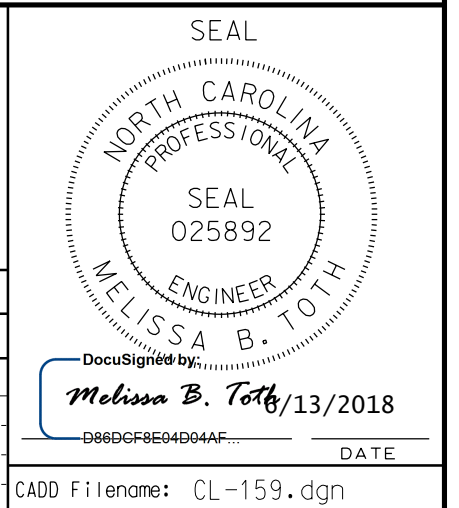 SEAL
NORTH CAROLINA
PROFESSIONAL
SEAL
025892
ENGINEER
MELISSA B. TOTH
DocuSigned by:
Melissa B. Toth
6/13/2018
D86DCF8E04D04AF...
DATE
CADD Filename: CL-159.dgn